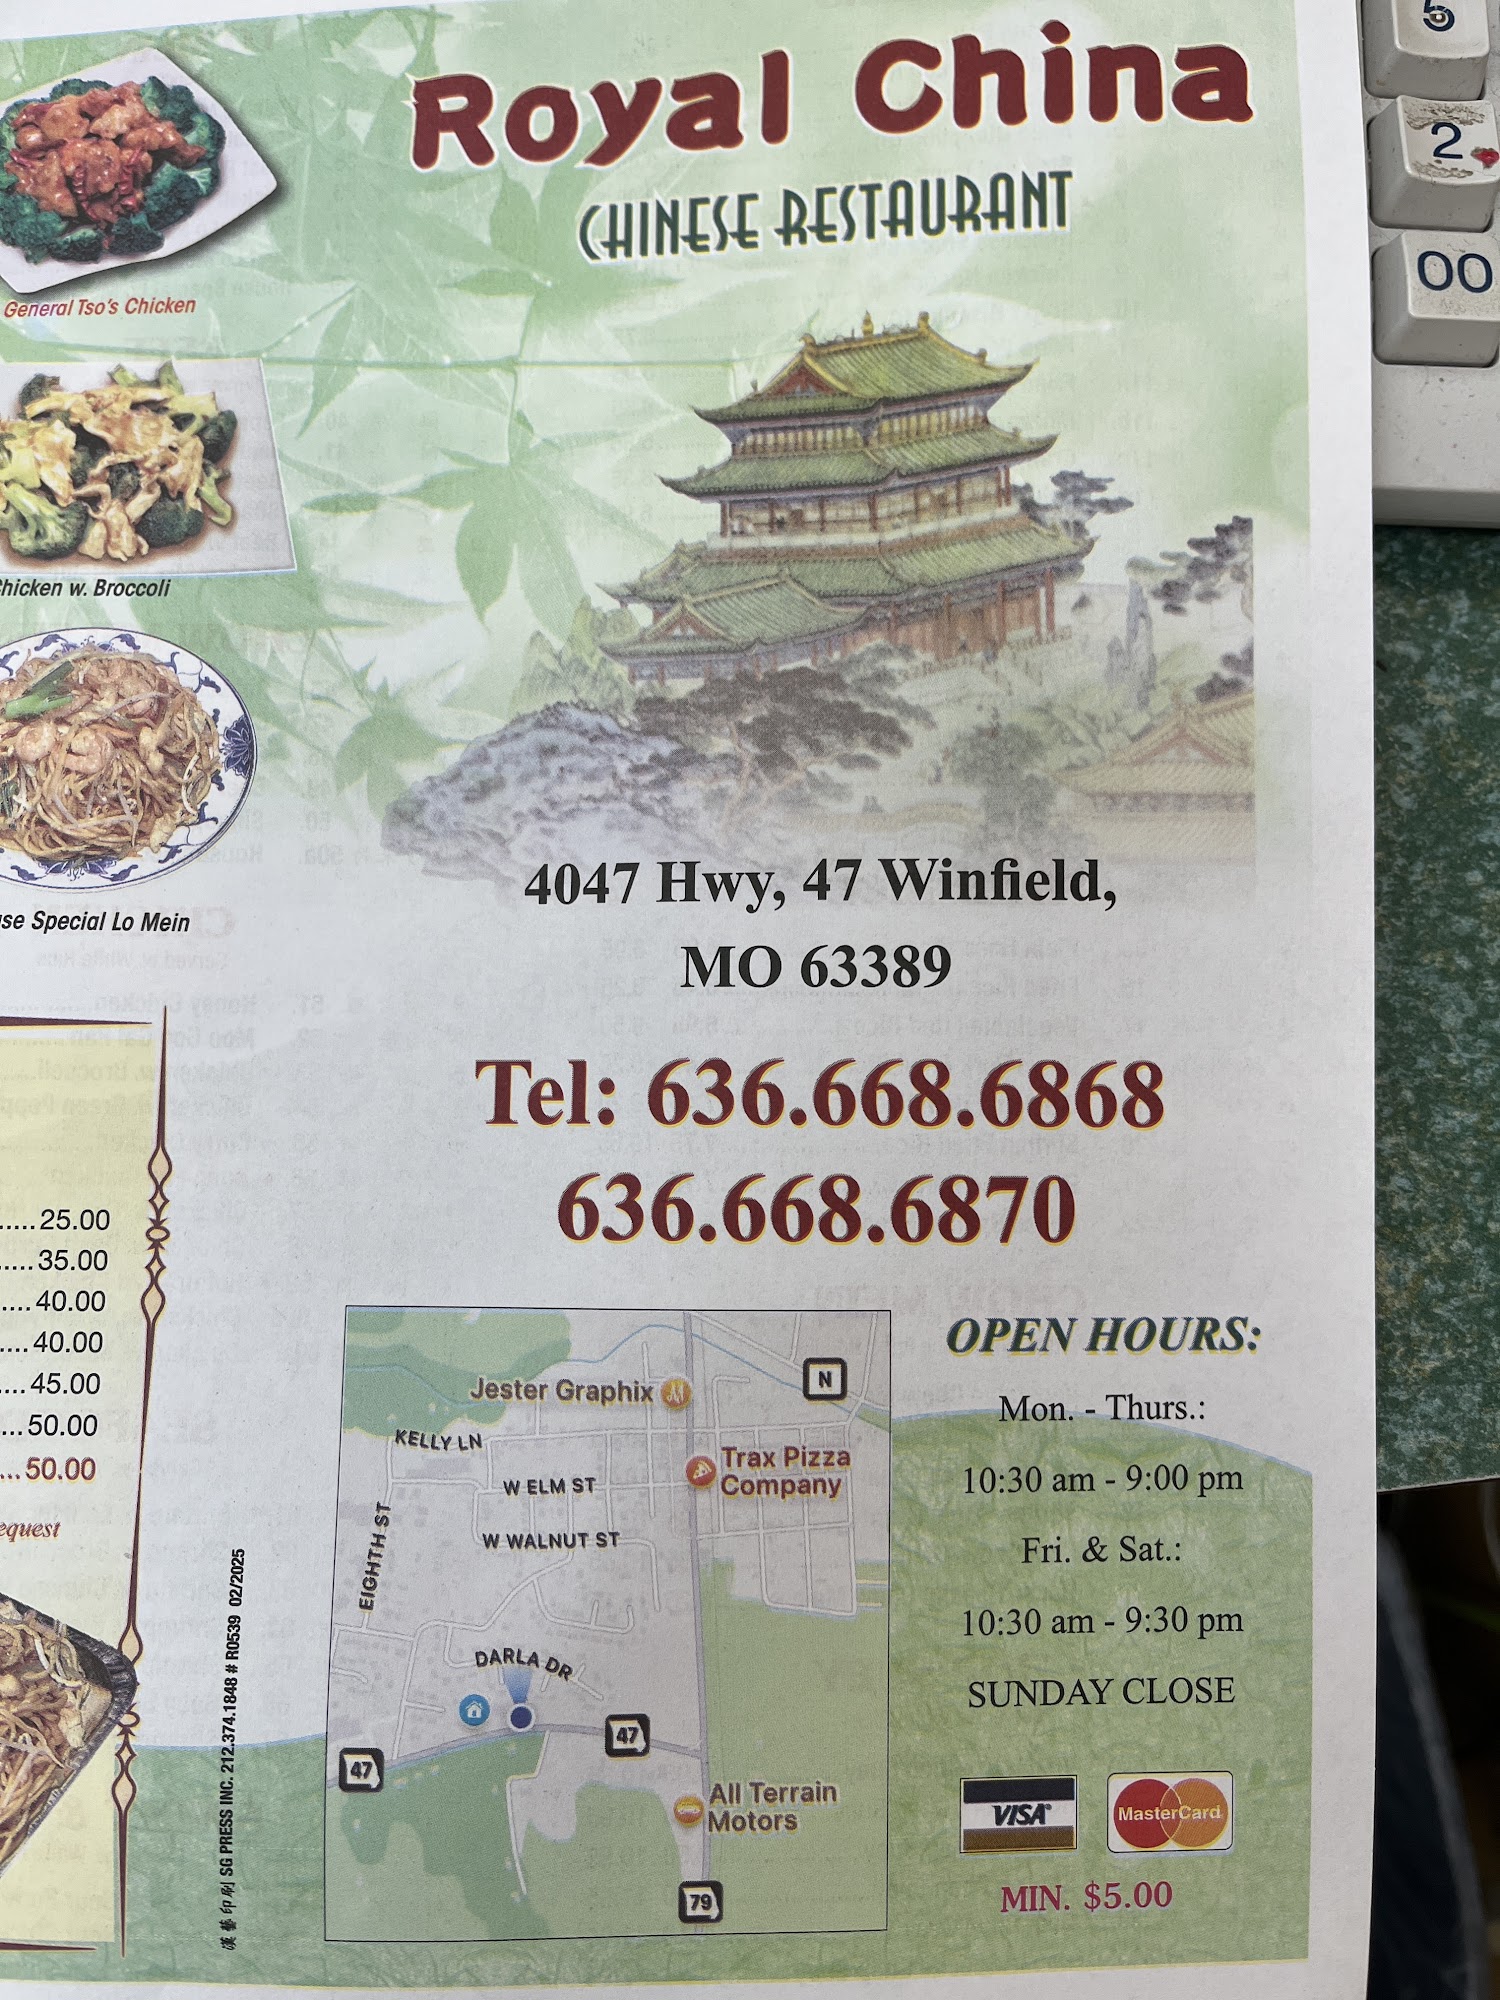 Royal China
CHINESE RESTAURANT
General Tso's Chicken
Chicken w. Broccoli
Special Lo Mein
4047 Hwy, 47 Winfield,
MO 63389
Tel: 636.668.6868
636.668.6870
.....25.00
.....35.00
....40.00
....40.00
....45.00
...50.00
...50.00
equest
漢藝印刷 SG PRESS INC. 212.374.1848 # R0539 02/2025
Jester Graphix
N
KELLY LN
Trax Pizza
Company
W ELM ST
W WALNUT ST
EIGHTH ST
DARLA DR
47
47
All Terrain
Motors
79
OPEN HOURS:
Mon. - Thurs.:
10:30 am - 9:00 pm
Fri. & Sat.:
10:30 am - 9:30 pm
SUNDAY CLOSE
VISA
MasterCard
MIN. $5.00
5
2
00